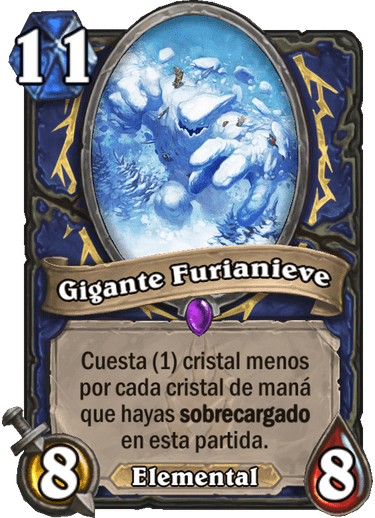 11
Gigante Furianieve
Cuesta (1) cristal menos
por cada cristal de maná
que hayas sobrecargado
en esta partida.
8
Elemental
8